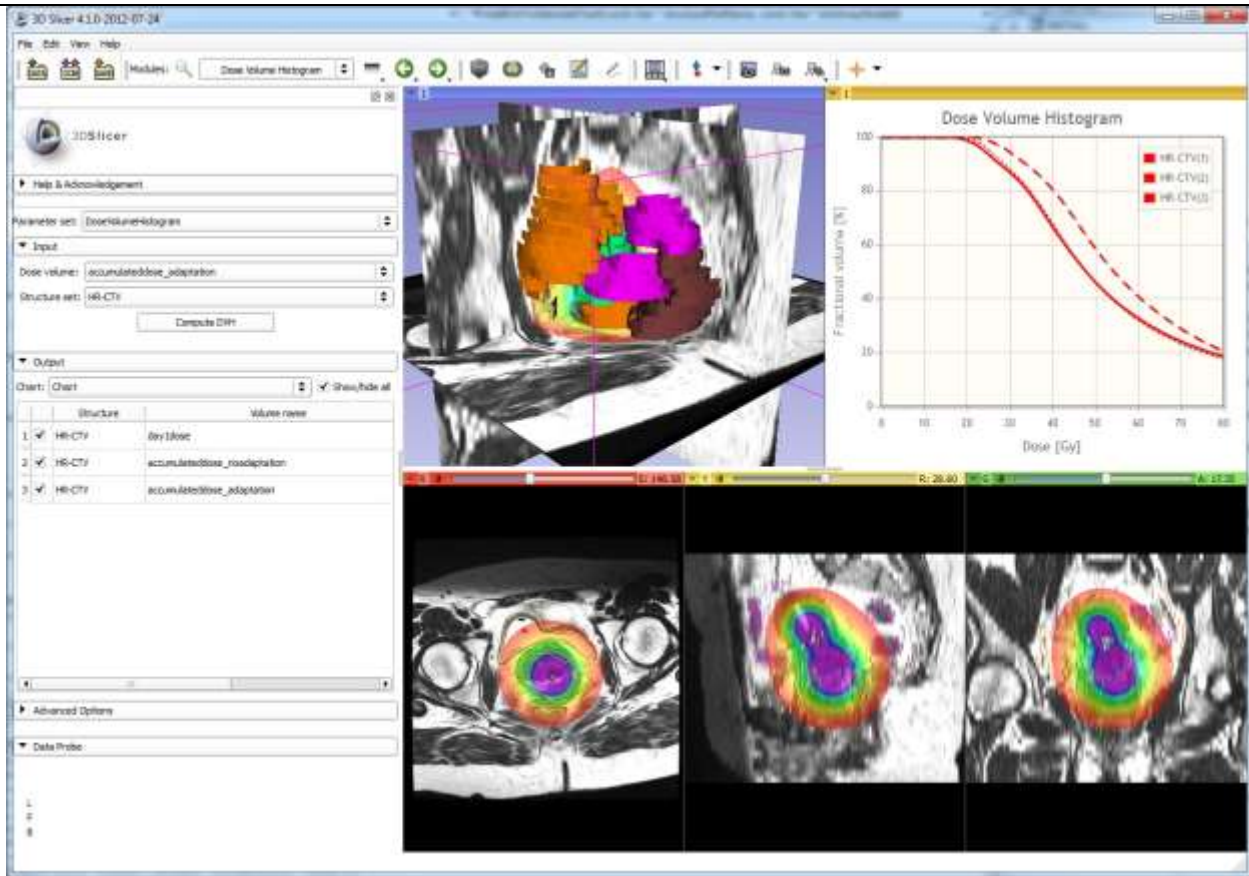 3D Slicer 4.1.0-2012-07-24
File Edit View Help
Modules: Dose Volume Histogram
3DSlicer
Help & Acknowledgement
Parameter set: DoseVolumeHistogram
Input
Dose volume: accumulateddose_adaptation
Structure set: HR-CTV
Compute DVH
Output
Chart: Chart Show/hide all
Structure Volume name
1 HR-CTV day1dose
2 HR-CTV accumulateddose_noadaptation
3 HR-CTV accumulateddose_adaptation
Advanced Options
Data Probe
L
F
B
1
1
Dose Volume Histogram
HR-CTV(1)
HR-CTV(2)
HR-CTV(3)
Fractional volume [%]
100
80
60
40
20
0
0 10 20 30 40 50 60 70 80
Dose [Gy]
R: 28.80